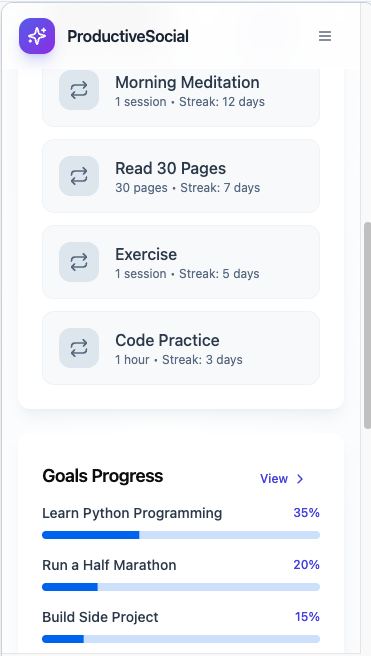 ProductiveSocial
Morning Meditation
1 session • Streak: 12 days
Read 30 Pages
30 pages • Streak: 7 days
Exercise
1 session • Streak: 5 days
Code Practice
1 hour • Streak: 3 days
Goals Progress
View
Learn Python Programming 35%
Run a Half Marathon 20%
Build Side Project 15%